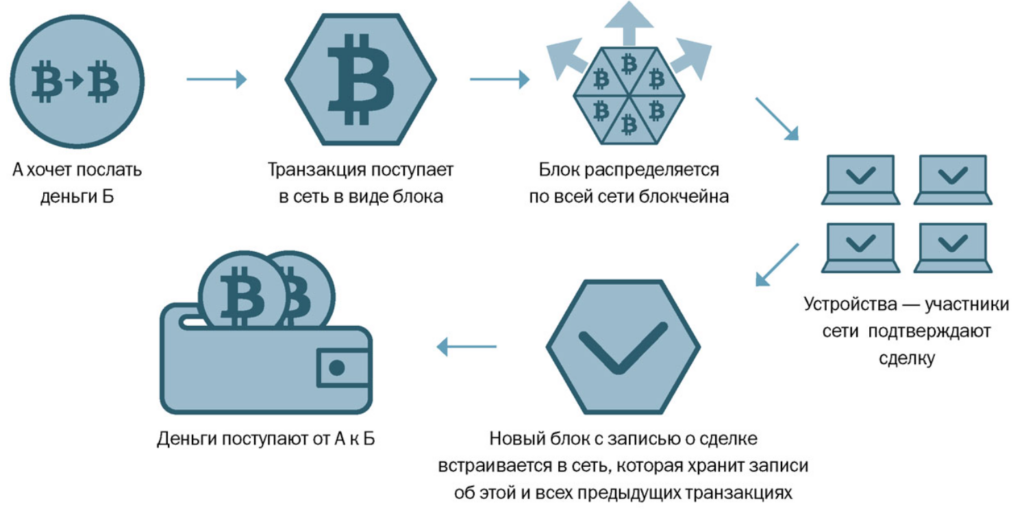 А хочет послать
деньги Б
Транзакция поступает
в сеть в виде блока
Блок распределяется
по всей сети блокчейна
Устройства — участники
сети подтверждают
сделку
Новый блок с записью о сделке
встраивается в сеть, которая хранит записи
об этой и всех предыдущих транзакциях
Деньги поступают от А к Б